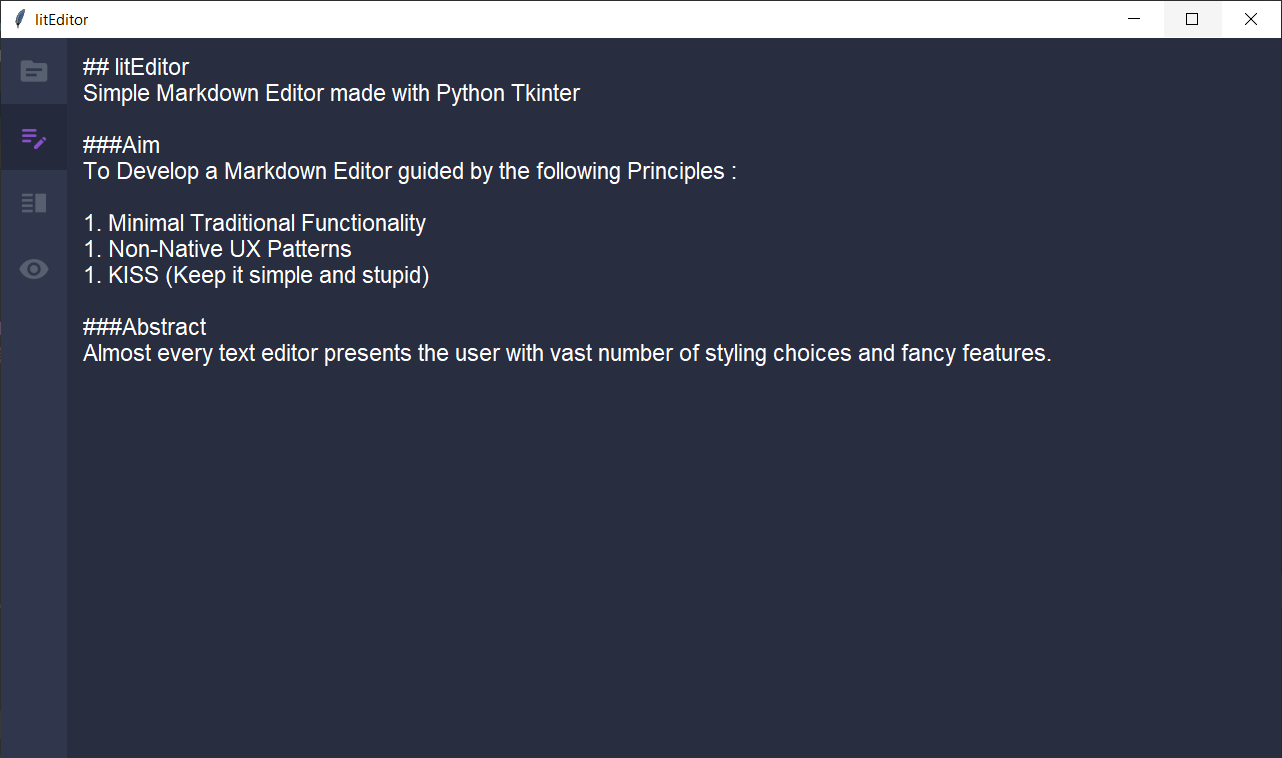 litEditor
## litEditor
Simple Markdown Editor made with Python Tkinter
###Aim
To Develop a Markdown Editor guided by the following Principles :
1. Minimal Traditional Functionality
1. Non-Native UX Patterns
1. KISS (Keep it simple and stupid)
###Abstract
Almost every text editor presents the user with vast number of styling choices and fancy features.